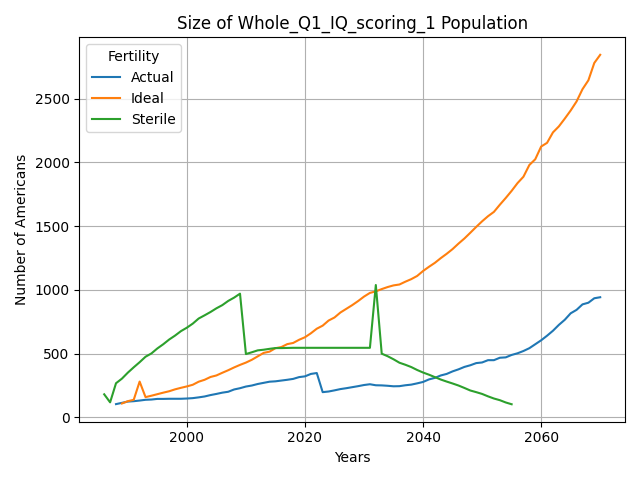 Size of Whole_Q1_IQ_scoring_1 Population
Fertility
Actual
Ideal
Sterile
Number of Americans
2500
2000
1500
1000
500
0
2000
2020
2040
2060
Years